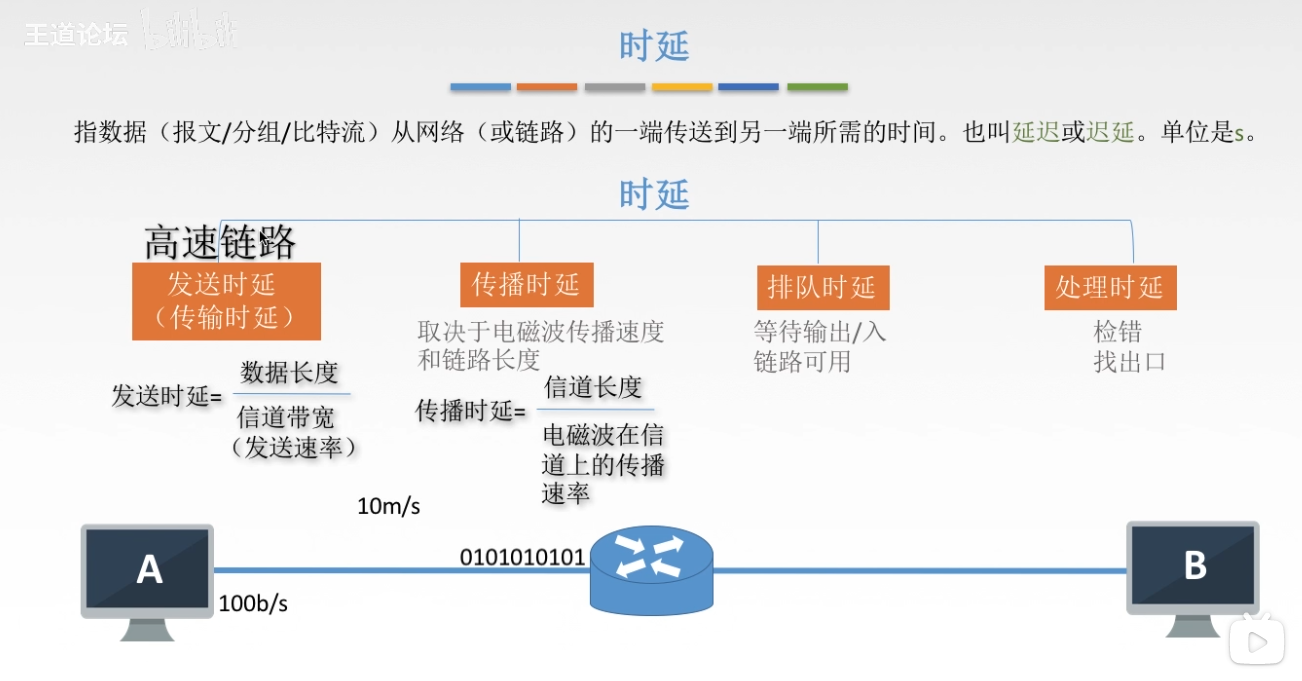 王道论坛 bilibili
时延
指数据（报文/分组/比特流）从网络（或链路）的一端传送到另一端所需的时间。也叫延迟或迟延。单位是s。
时延
高速链路
发送时延
（传输时延）
传播时延
排队时延
处理时延
取决于电磁波传播速度
和链路长度
等待输出/入
链路可用
检错
找出口
发送时延=
数据长度
信道带宽
（发送速率）
传播时延=
信道长度
电磁波在信
道上的传播
速率
10m/s
0101010101
A
B
100b/s